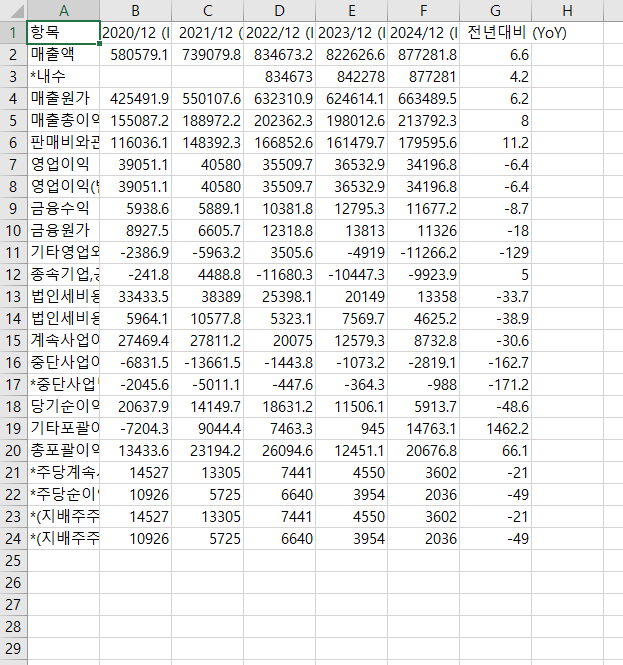 A B C D E F G H
1 항목 2020/12 (I 2021/12 ( 2022/12 (I 2023/12 (I 2024/12 (I 전년대비 (YoY)
2 매출액 580579.1 739079.8 834673.2 822626.6 877281.8 6.6
3 *내수 834673 842278 877281 4.2
4 매출원가 425491.9 550107.6 632310.9 624614.1 663489.5 6.2
5 매출총이익 155087.2 188972.2 202362.3 198012.6 213792.3 8
6 판매비와관 116036.1 148392.3 166852.6 161479.7 179595.6 11.2
7 영업이익 39051.1 40580 35509.7 36532.9 34196.8 -6.4
8 영업이익(발 39051.1 40580 35509.7 36532.9 34196.8 -6.4
9 금융수익 5938.6 5889.1 10381.8 12795.3 11677.2 -8.7
10 금융원가 8927.5 6605.7 12318.8 13813 11326 -18
11 기타영업외 -2386.9 -5963.2 3505.6 -4919 -11266.2 -129
12 종속기업,공 -241.8 4488.8 -11680.3 -10447.3 -9923.9 5
13 법인세비용 33433.5 38389 25398.1 20149 13358 -33.7
14 법인세비용 5964.1 10577.8 5323.1 7569.7 4625.2 -38.9
15 계속사업이 27469.4 27811.2 20075 12579.3 8732.8 -30.6
16 중단사업이 -6831.5 -13661.5 -1443.8 -1073.2 -2819.1 -162.7
17 *중단사업법 -2045.6 -5011.1 -447.6 -364.3 -988 -171.2
18 당기순이익 20637.9 14149.7 18631.2 11506.1 5913.7 -48.6
19 기타포괄이 -7204.3 9044.4 7463.3 945 14763.1 1462.2
20 총포괄이익 13433.6 23194.2 26094.6 12451.1 20676.8 66.1
21 *주당계속사 14527 13305 7441 4550 3602 -21
22 *주당순이익 10926 5725 6640 3954 2036 -49
23 *(지배주주 14527 13305 7441 4550 3602 -21
24 *(지배주주 10926 5725 6640 3954 2036 -49
25
26
27
28
29